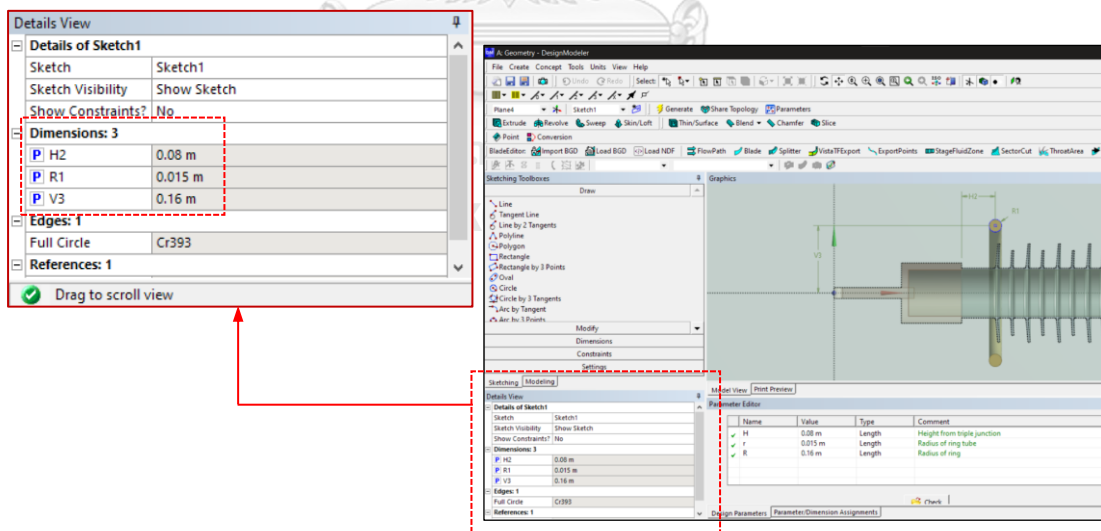 Details View
Details of Sketch1
Sketch Sketch1
Sketch Visibility Show Sketch
Show Constraints? No
Dimensions: 3
P H2 0.08 m
P R1 0.015 m
P V3 0.16 m
Edges: 1
Full Circle Cr393
References: 1
Drag to scroll view
A: Geometry - DesignModeler
File Create Concept Tools Units View Help
Undo Redo Select:
Plane4 Sketch1 Generate Share Topology Parameters
Extrude Revolve Sweep Skin/Loft Thin/Surface Blend Chamfer Slice
Point Conversion
BladeEditor: Import BGD Load BGD Load NDF FlowPath Blade Splitter VistaTFExport ExportPoints StageFluidZone SectorCut ThroatArea
Sketching Toolboxes
Draw
Line
Tangent Line
Line by 2 Tangents
Polyline
Polygon
Rectangle
Rectangle by 3 Points
Oval
Circle
Circle by 3 Tangents
Arc by Tangent
Arc by 3 Points
Modify
Dimensions
Constraints
Settings
Sketching Modeling
Details View
Details of Sketch1
Sketch Sketch1
Sketch Visibility Show Sketch
Show Constraints? No
Dimensions: 3
P H2 0.08 m
P R1 0.015 m
P V3 0.16 m
Edges: 1
Full Circle Cr393
References: 1
Graphics
H2
R1
V3
Model View Print Preview
Parameter Editor
Name Value Type Comment
H 0.08 m Length Height from triple junction
r 0.015 m Length Radius of ring tube
R 0.16 m Length Radius of ring
Check
Design Parameters Parameter/Dimension Assignments